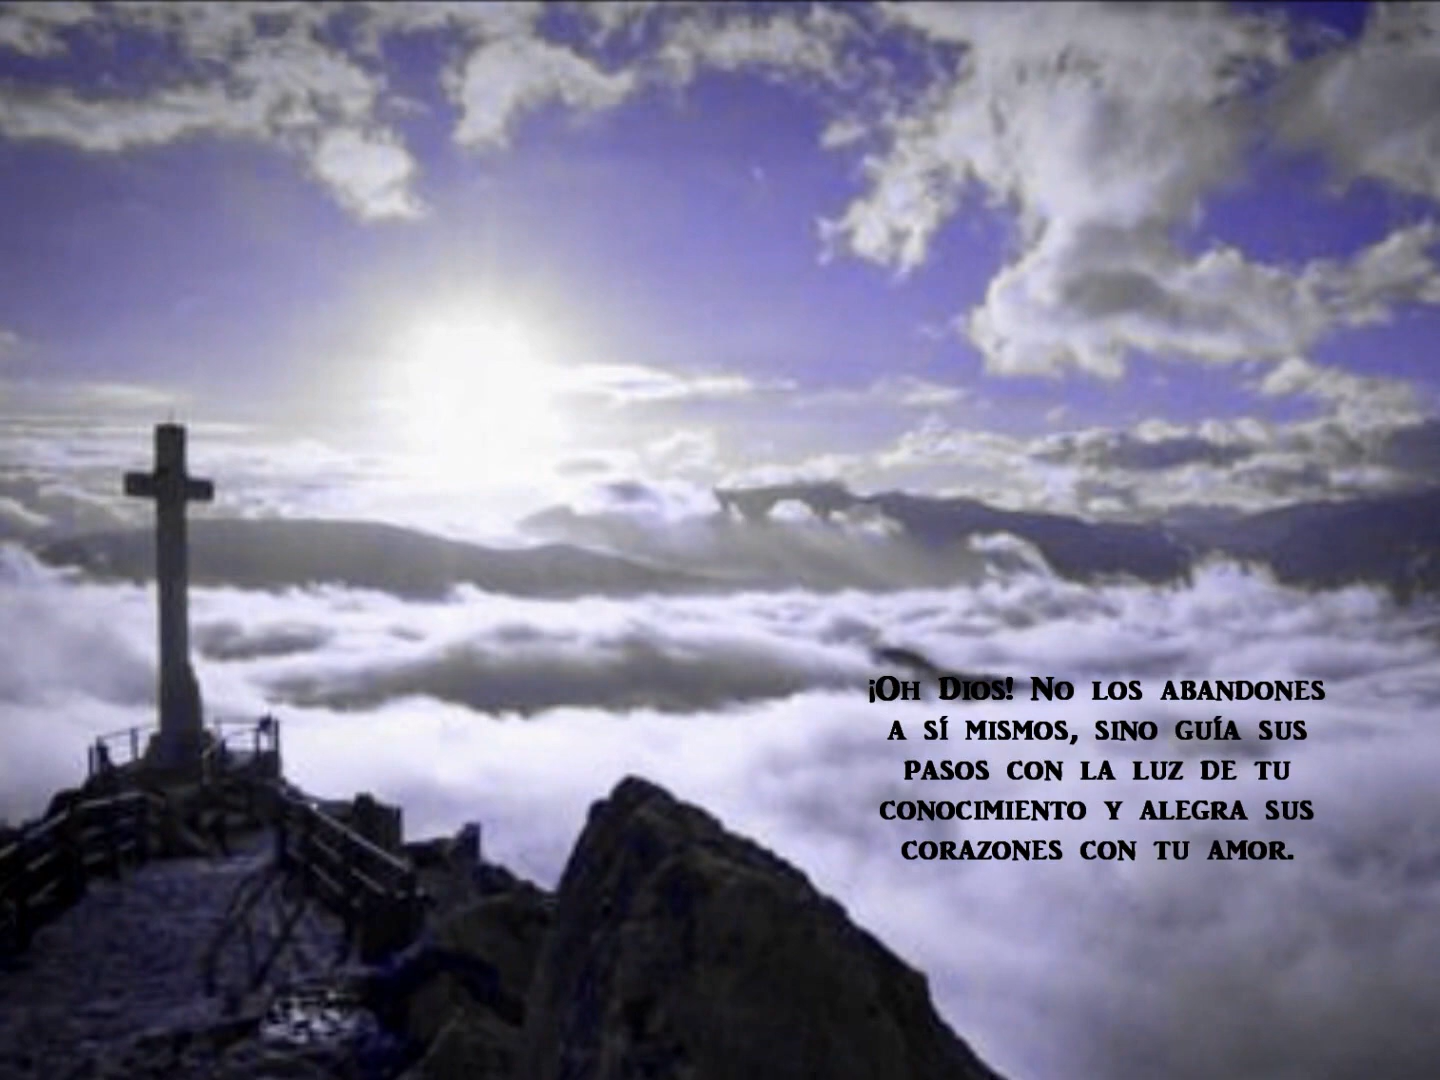 ¡Oh Dios! No los abandones
a sí mismos, sino guía sus
pasos con la luz de tu
conocimiento y alegra sus
corazones con tu amor.